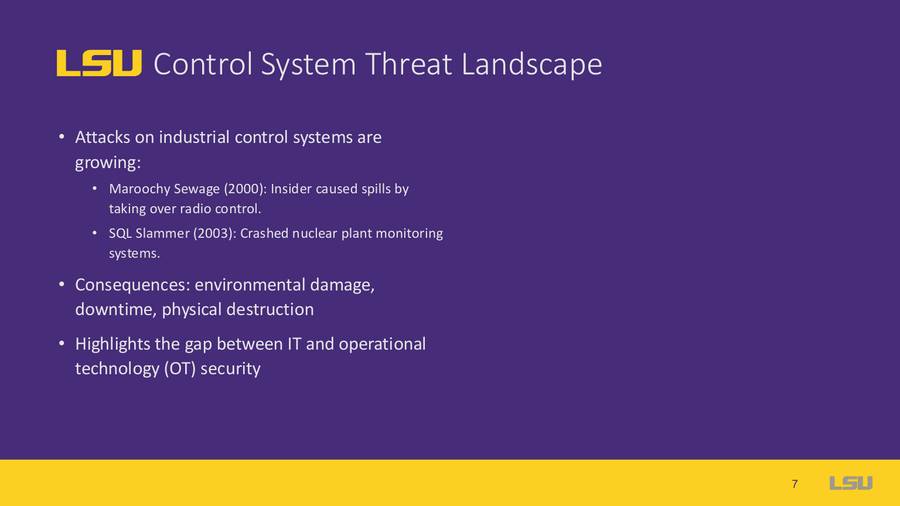 LSU Control System Threat Landscape
• Attacks on industrial control systems are
growing:
• Maroochy Sewage (2000): Insider caused spills by
taking over radio control.
• SQL Slammer (2003): Crashed nuclear plant monitoring
systems.
• Consequences: environmental damage,
downtime, physical destruction
• Highlights the gap between IT and operational
technology (OT) security
7 LSU